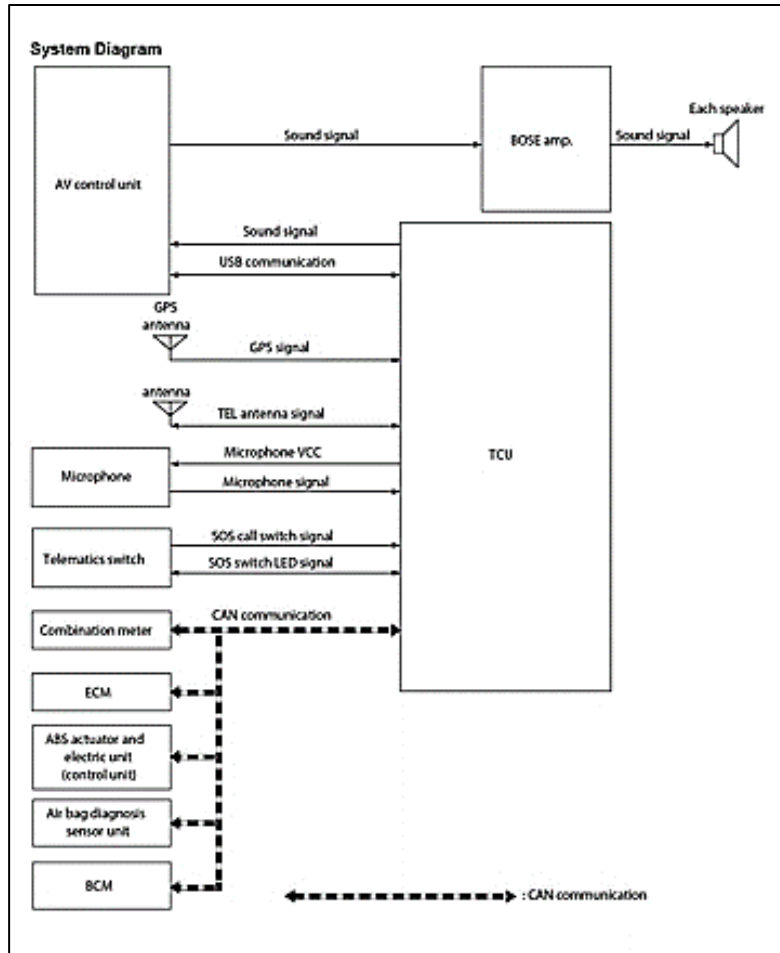 System Diagram
AV control unit
Sound signal
BOSE amp.
Sound signal
Each speaker
Sound signal
USB communication
GPS
antenna
GPS signal
antenna
TEL antenna signal
TCU
Microphone
Microphone VCC
Microphone signal
Telematics switch
SOS call switch signal
SOS switch LED signal
Combination meter
CAN communication
ECM
ABS actuator and
electric unit
(control unit)
Air bag diagnosis
sensor unit
BCM
: CAN communication